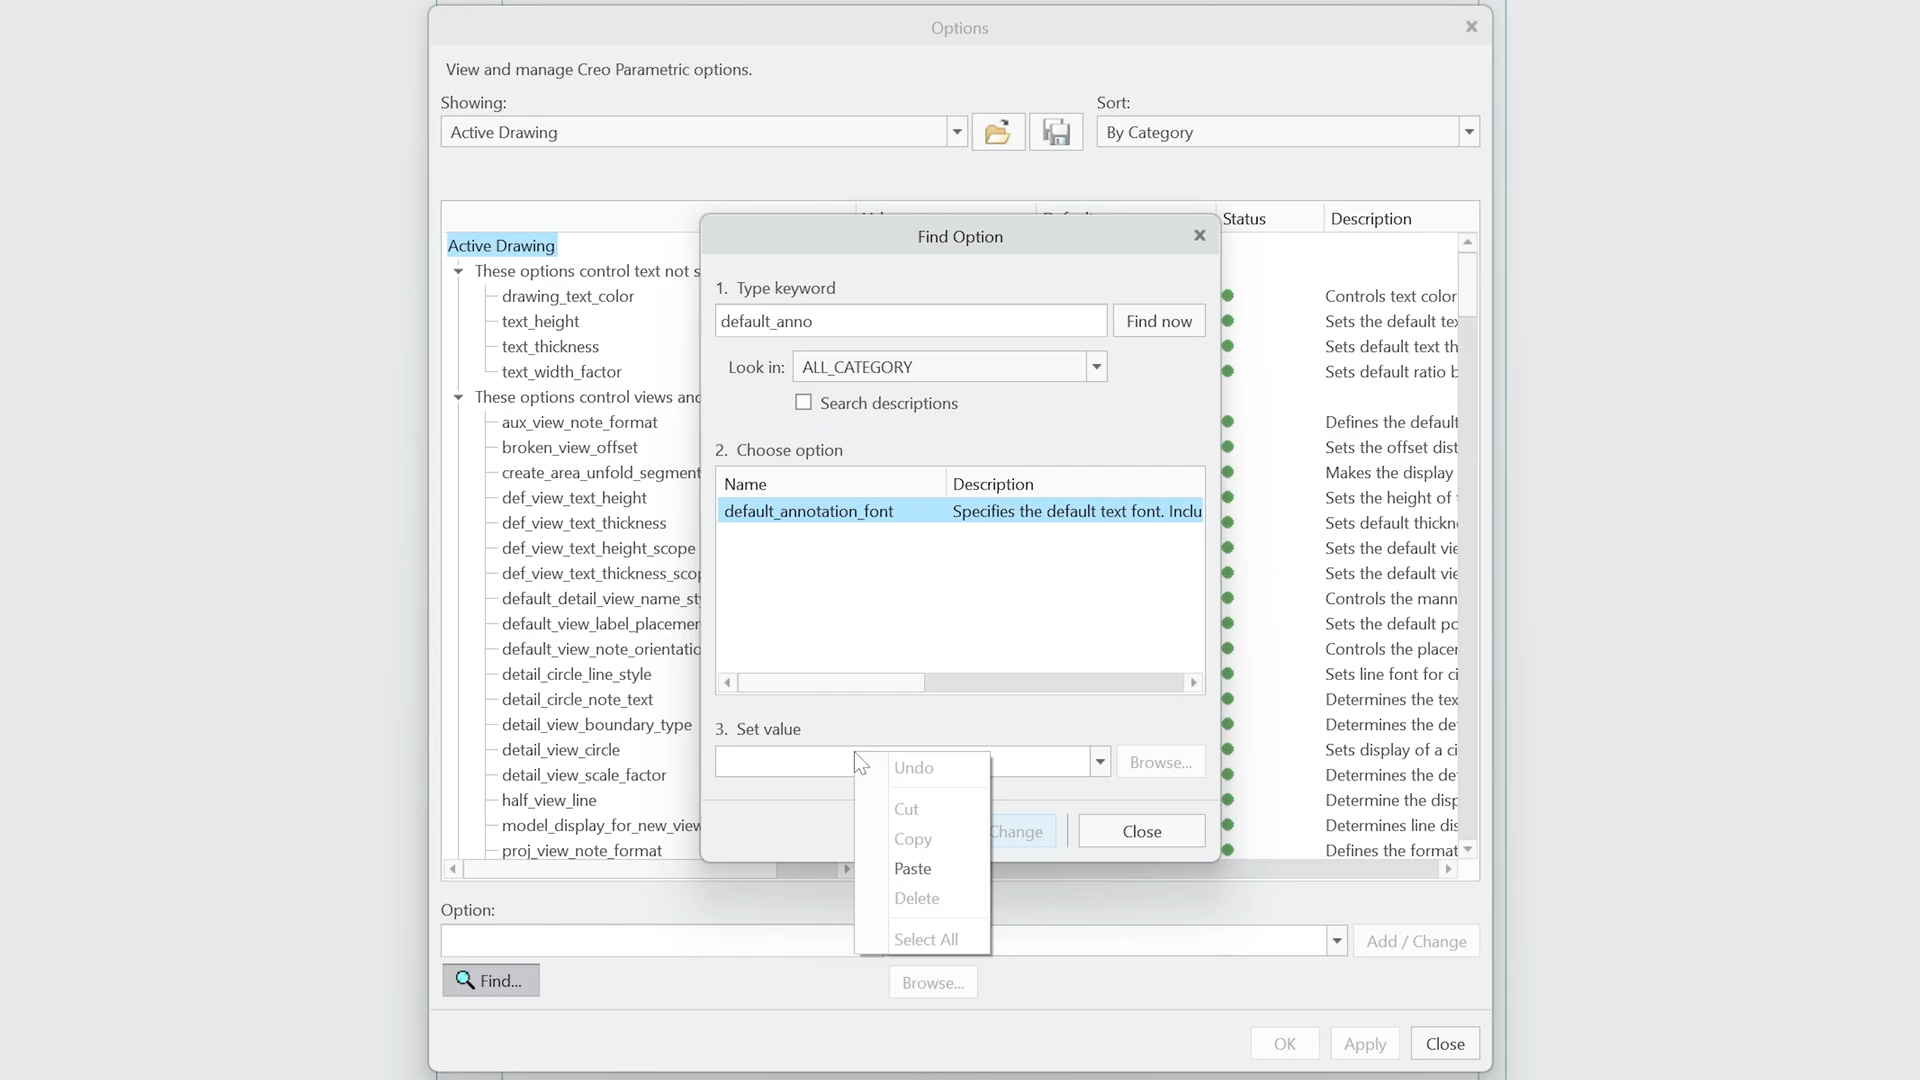 Options
View and manage Creo Parametric options.
Showing:
Sort:
Active Drawing
By Category
Status
Description
Active Drawing
These options control text not s
drawing_text_color
Controls text color
text_height
Sets the default te
text_thickness
Sets default text th
text_width_factor
Sets default ratio b
These options control views and
aux_view_note_format
Defines the default
broken_view_offset
Sets the offset dist
create_area_unfold_segment
Makes the display
def_view_text_height
Sets the height of
def_view_text_thickness
Sets default thickn
def_view_text_height_scope
Sets the default vie
def_view_text_thickness_scop
Sets the default vie
default_detail_view_name_st
Controls the mann
default_view_label_placemen
Sets the default po
default_view_note_orientatio
Controls the placer
detail_circle_line_style
Sets line font for ci
detail_circle_note_text
Determines the tex
detail_view_boundary_type
Determines the de
detail_view_circle
Sets display of a ci
detail_view_scale_factor
Determines the de
half_view_line
Determine the disp
model_display_for_new_view
Determines line dis
proj_view_note_format
Defines the format
Find Option
1. Type keyword
default_anno
Find now
Look in: ALL_CATEGORY
Search descriptions
2. Choose option
Name
Description
default_annotation_font
Specifies the default text font. Inclu
3. Set value
Browse...
Change
Close
Undo
Cut
Copy
Paste
Delete
Select All
Option:
Add / Change
Find...
Browse...
OK
Apply
Close